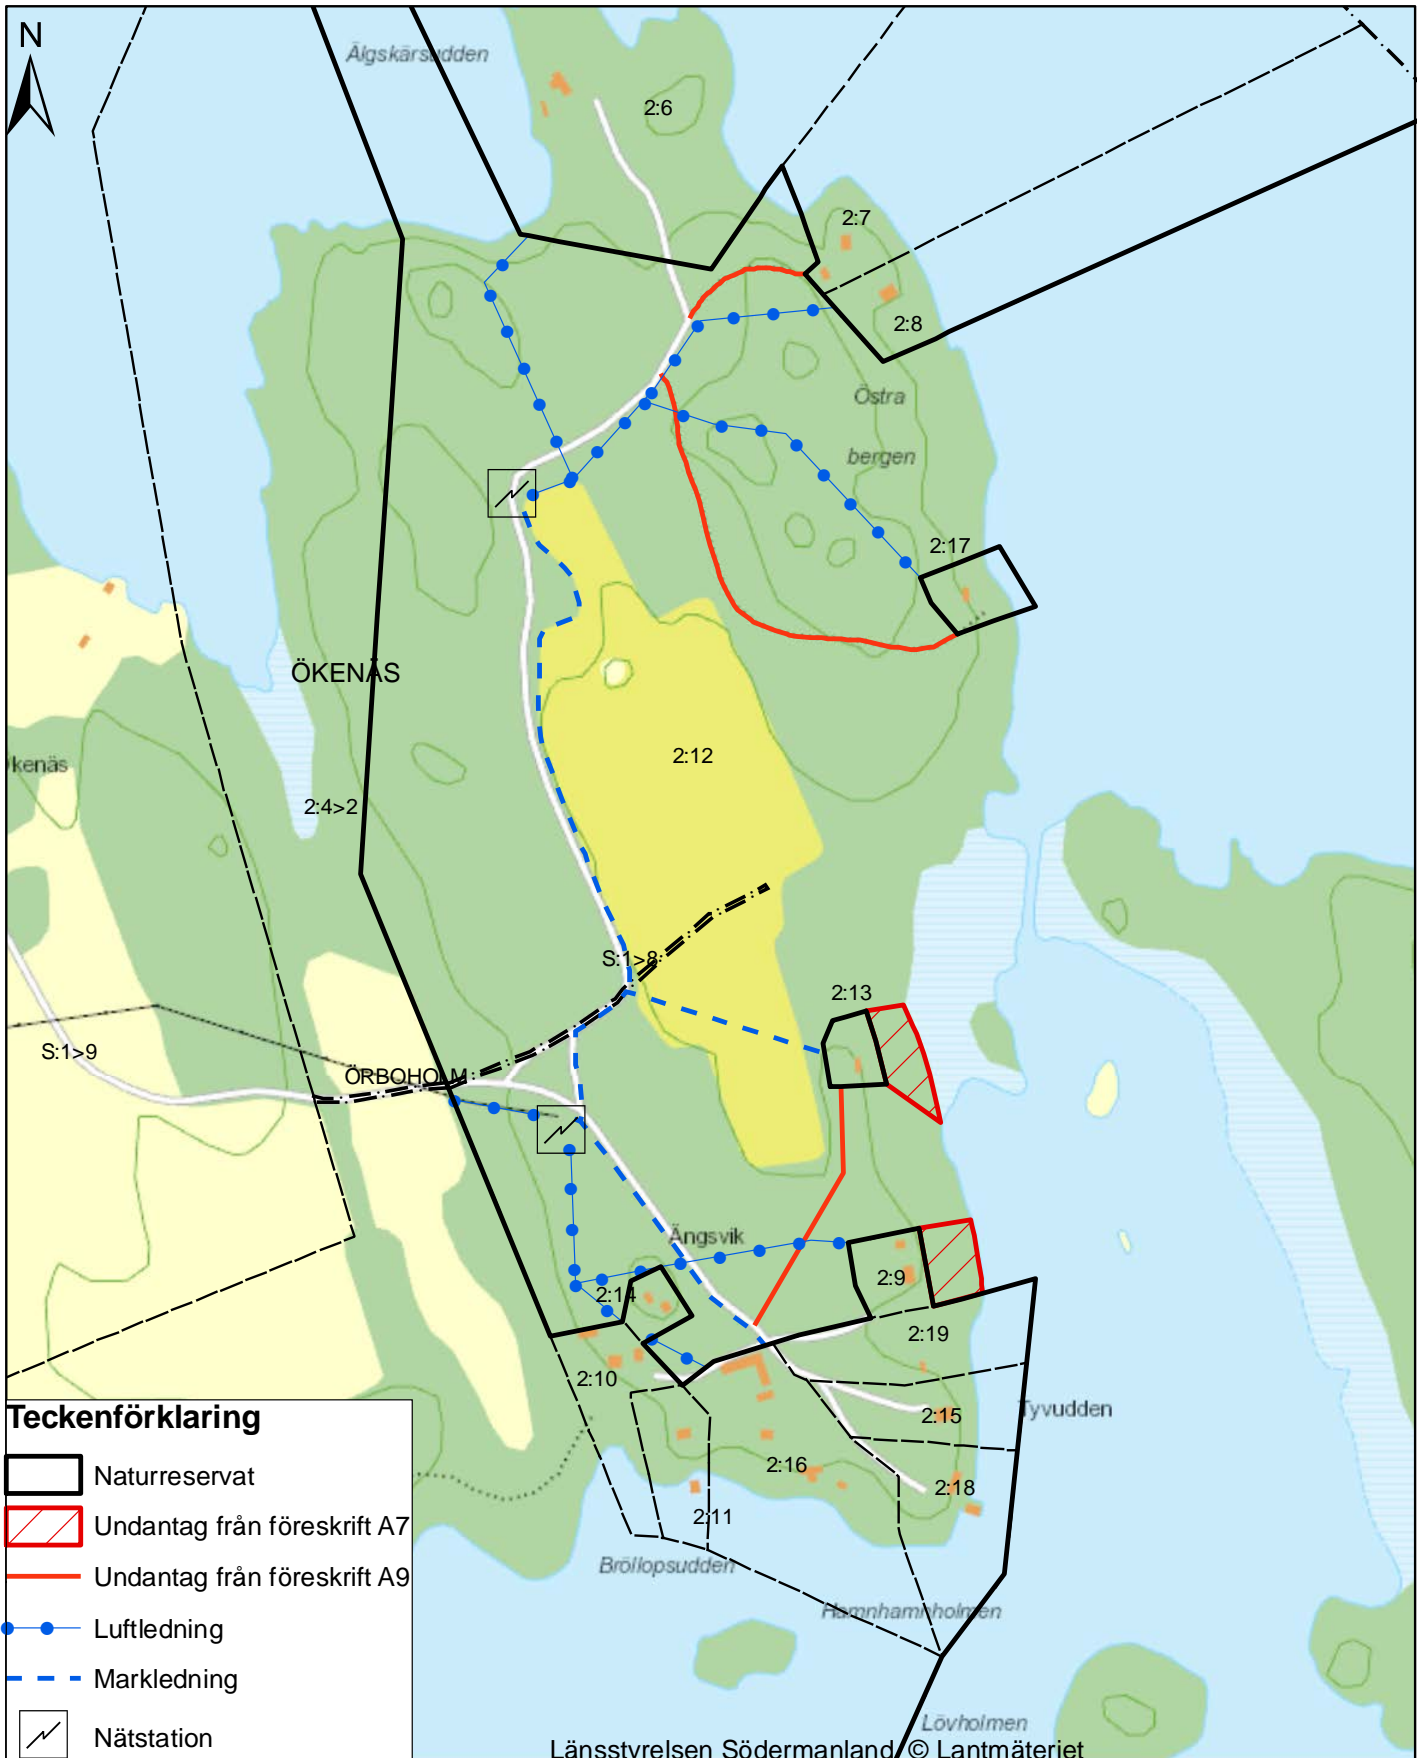 N
Älgskärsudden
2:6
2:7
2:8
Östra
bergen
2:17
ÖKENÄS
2:12
kenäs
2:4>2
S:1>8
2:13
S:1>9
ÖRBOHOLM
Ängsvik
2:9
2:14
2:19
2:10
Tyvudden
2:15
2:16
2:18
2:11
Bröllopsudden
Hamnhamnholmen
Lövholmen
Teckenförklaring
Naturreservat
Undantag från föreskrift A7
Undantag från föreskrift A9
Luftledning
Markledning
Nätstation
Länsstyrelsen Södermanland © Lantmäteriet